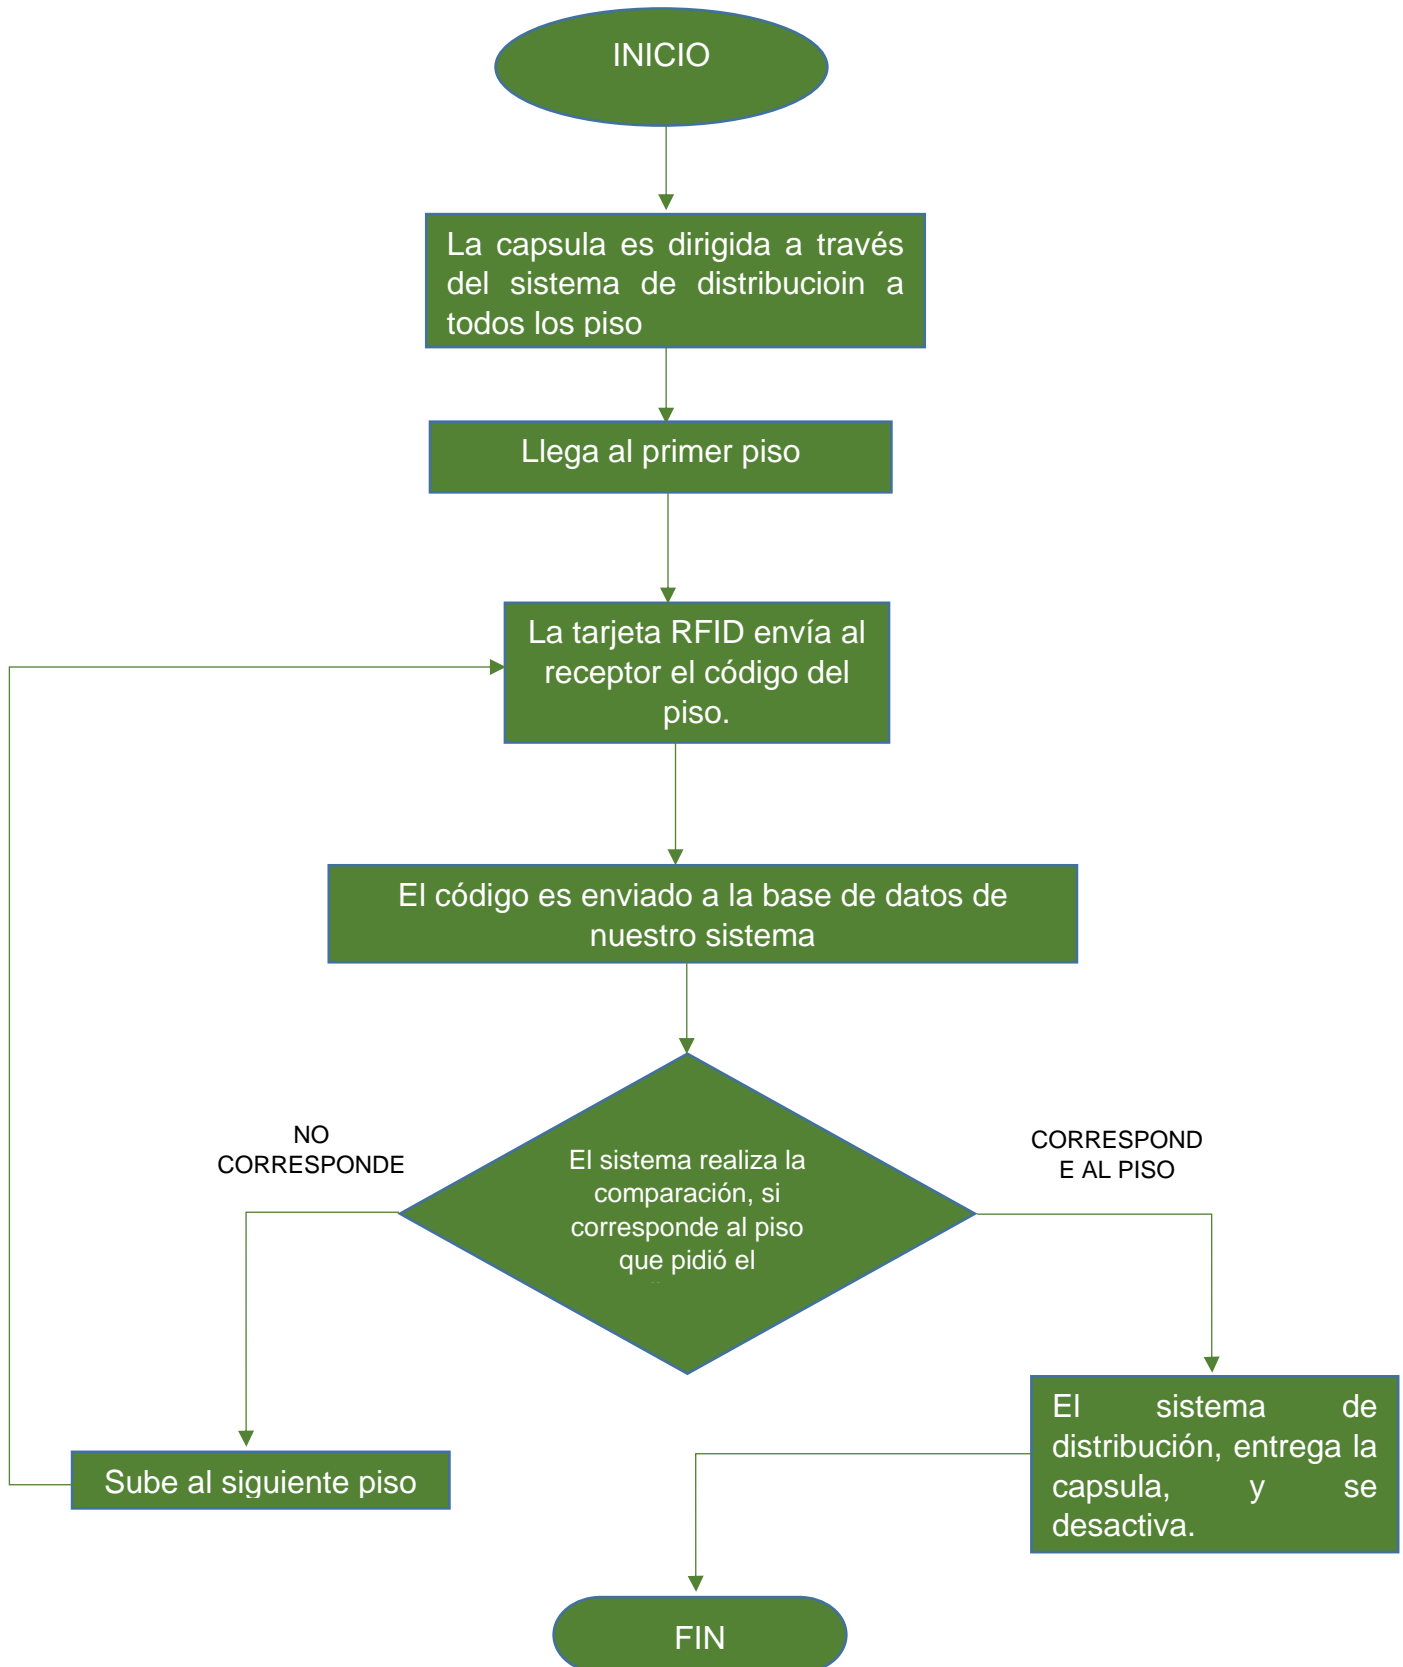 INICIO
La capsula es dirigida a través
del sistema de distribucioin a
todos los piso
Llega al primer piso
La tarjeta RFID envía al
receptor el código del
piso.
El código es enviado a la base de datos de
nuestro sistema
NO
CORRESPONDE
El sistema realiza la
comparación, si
corresponde al piso
que pidió el
CORRESPOND
E AL PISO
Sube al siguiente piso
El sistema de
distribución, entrega la
capsula, y se
desactiva.
FIN